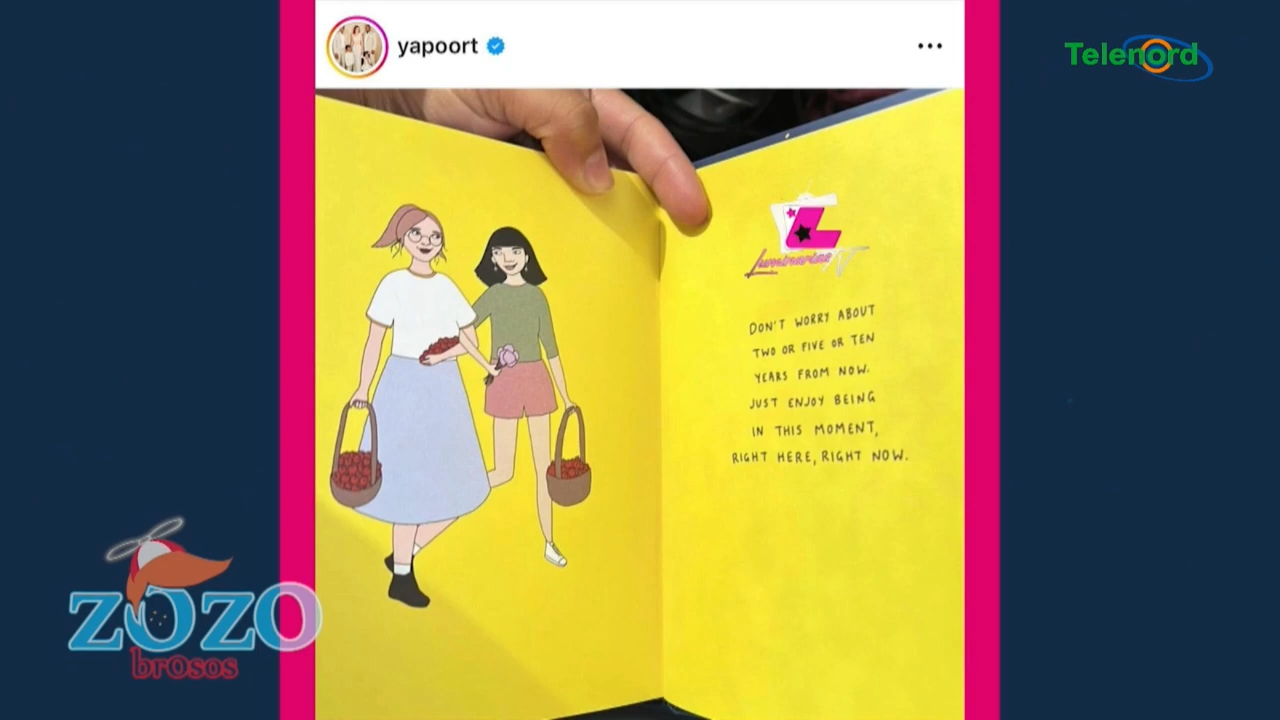 yapoort
Telenord
L
LuminariasTV
DON'T WORRY ABOUT
TWO OR FIVE OR TEN
YEARS FROM NOW.
JUST ENJOY BEING
IN THIS MOMENT,
RIGHT HERE, RIGHT NOW.
ZOZO
brosos